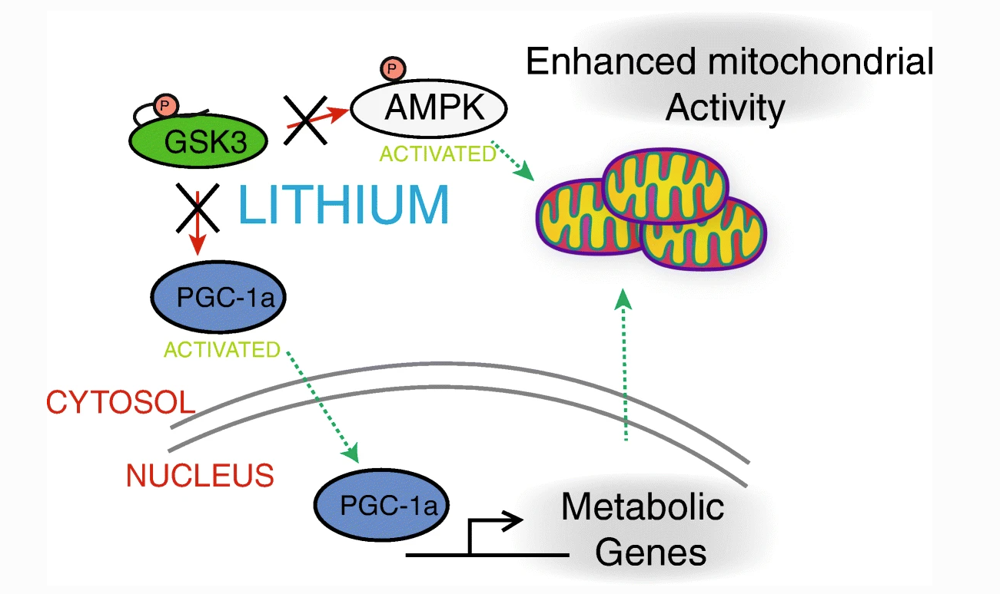 Enhanced mitochondrial
Activity
P
AMPK
ACTIVATED
P
GSK3
LITHIUM
PGC-1a
ACTIVATED
CYTOSOL
NUCLEUS
PGC-1a
Metabolic
Genes